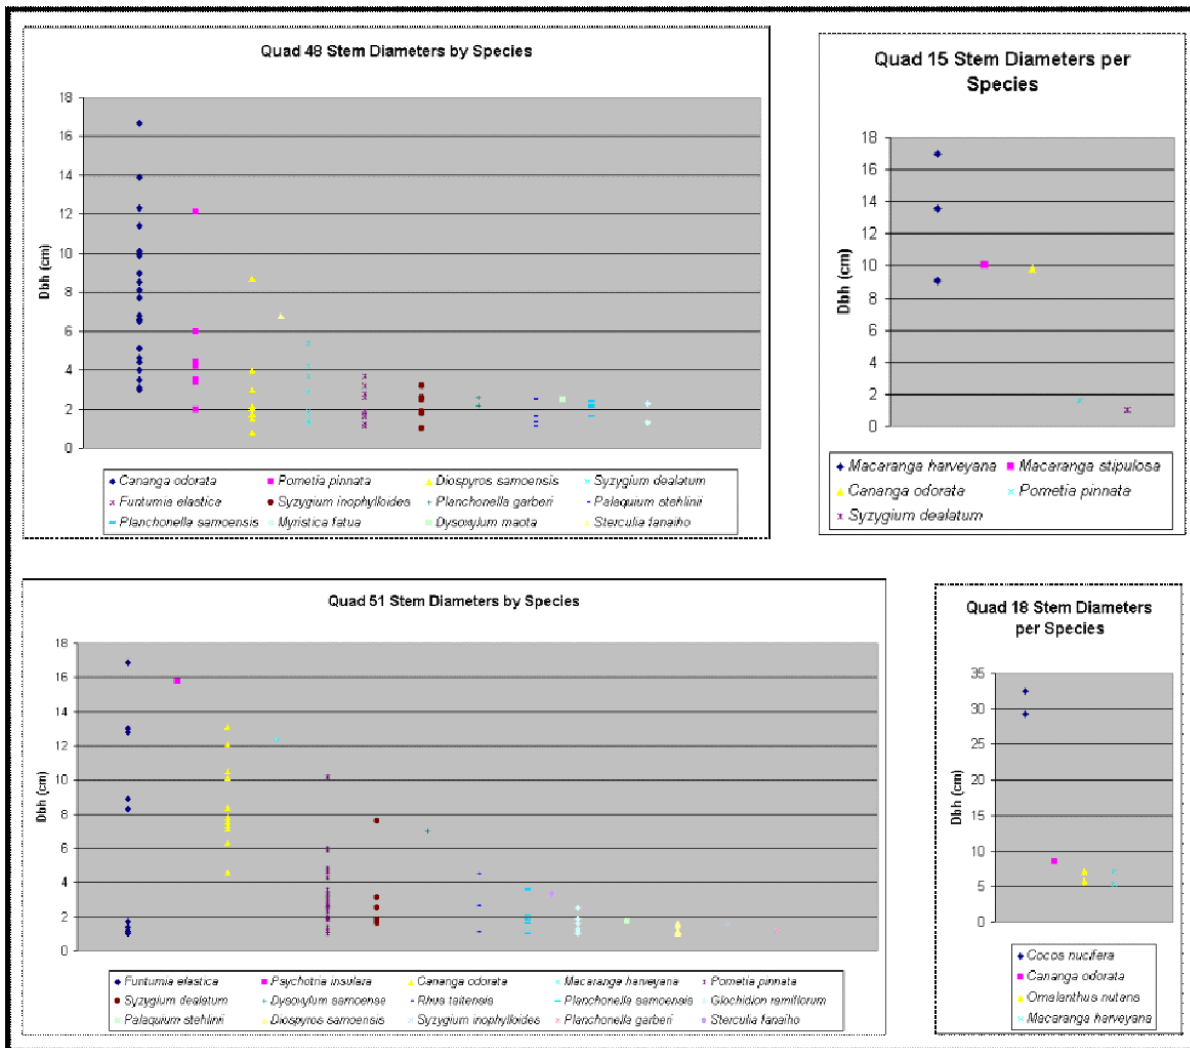 Quad 48 Stem Diameters by Species
18
16
14
12
10
8
6
4
2
0
Dbh (cm)
Cananga odorata Pometia pinnata Diospyros samoensis Syzygium dealatum
Funtumia elastica Syzygium inophylloides Planchonella garberi Palaquium stehlinii
Planchonella samoensis Myristica fatua Dysoxylum maota Sterculia fanaiho
Quad 15 Stem Diameters per
Species
18
16
14
12
10
8
6
4
2
0
Dbh (cm)
Macaranga harveyana Macaranga stipulosa
Cananga odorata Pometia pinnata
Syzygium dealatum
Quad 51 Stem Diameters by Species
18
16
14
12
10
8
6
4
2
0
Dbh (cm)
Funtumia elastica Psychotria insulara Cananga odorata Macaranga harveyana Pometia pinnata
Syzygium dealatum Dysoxylum samoense Rhus taitensis Planchonella samoensis Glochidion ramiflorum
Palaquium stehlinii Diospyros samoensis Syzygium inophylloides Planchonella garberi Sterculia fanaiho
Quad 18 Stem Diameters
per Species
35
30
25
20
15
10
5
0
Dbh (cm)
Cocos nucifera
Cananga odorata
Omalanthus nutans
Macaranga harveyana